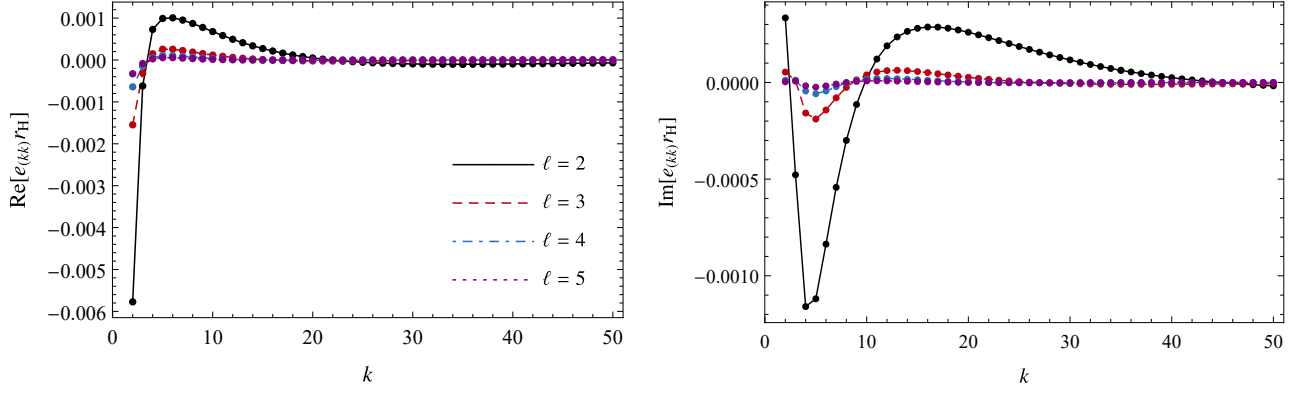 0.001
0.000
−0.001
−0.002
−0.003
−0.004
−0.005
−0.006
Re[e(kk)rH]
ℓ = 2
ℓ = 3
ℓ = 4
ℓ = 5
0 10 20 30 40 50
k
0.0000
−0.0005
−0.0010
Im[e(kk)rH]
0 10 20 30 40 50
k